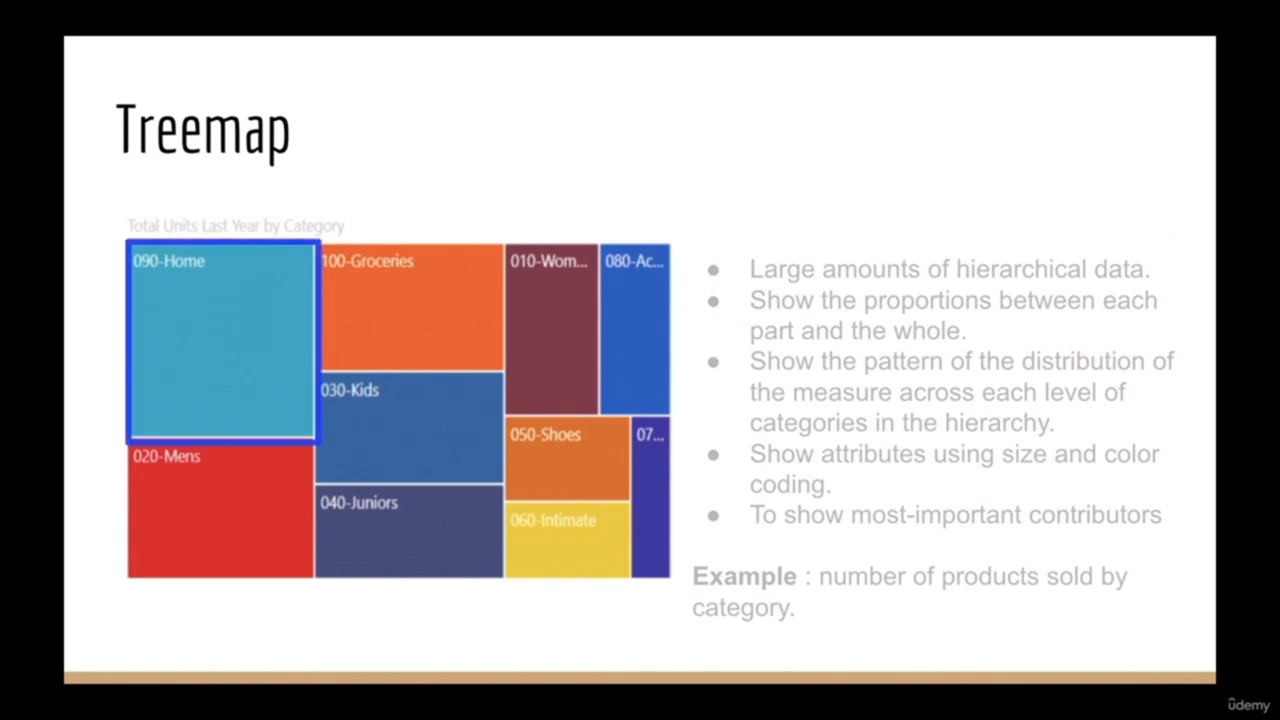 Treemap
Total Units Last Year by Category
090-Home
100-Groceries
010-Wom...
080-Ac...
030-Kids
050-Shoes
07...
020-Mens
040-Juniors
060-Intimate
● Large amounts of hierarchical data.
● Show the proportions between each
part and the whole.
● Show the pattern of the distribution of
the measure across each level of
categories in the hierarchy.
● Show attributes using size and color
coding.
● To show most-important contributors
Example : number of products sold by
category.
ûdemy